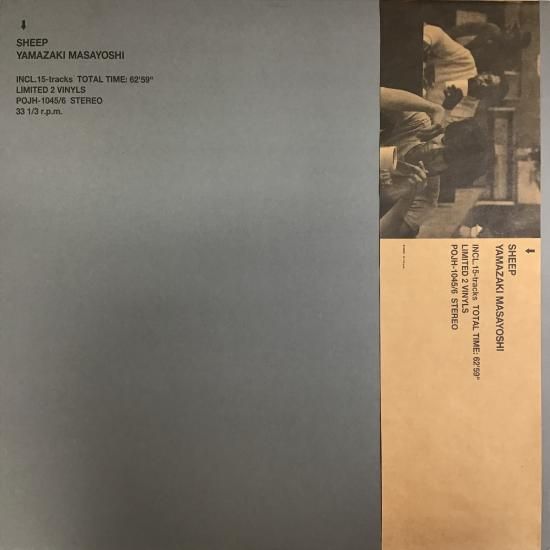 SHEEP
YAMAZAKI MASAYOSHI
INCL.15-tracks TOTAL TIME: 62'59"
LIMITED 2 VINYLS
POJH-1045/6 STEREO
33 1/3 r.p.m.
SHEEP
YAMAZAKI MASAYOSHI
INCL.15-tracks TOTAL TIME: 62'59"
LIMITED 2 VINYLS
POJH-1045/6 STEREO